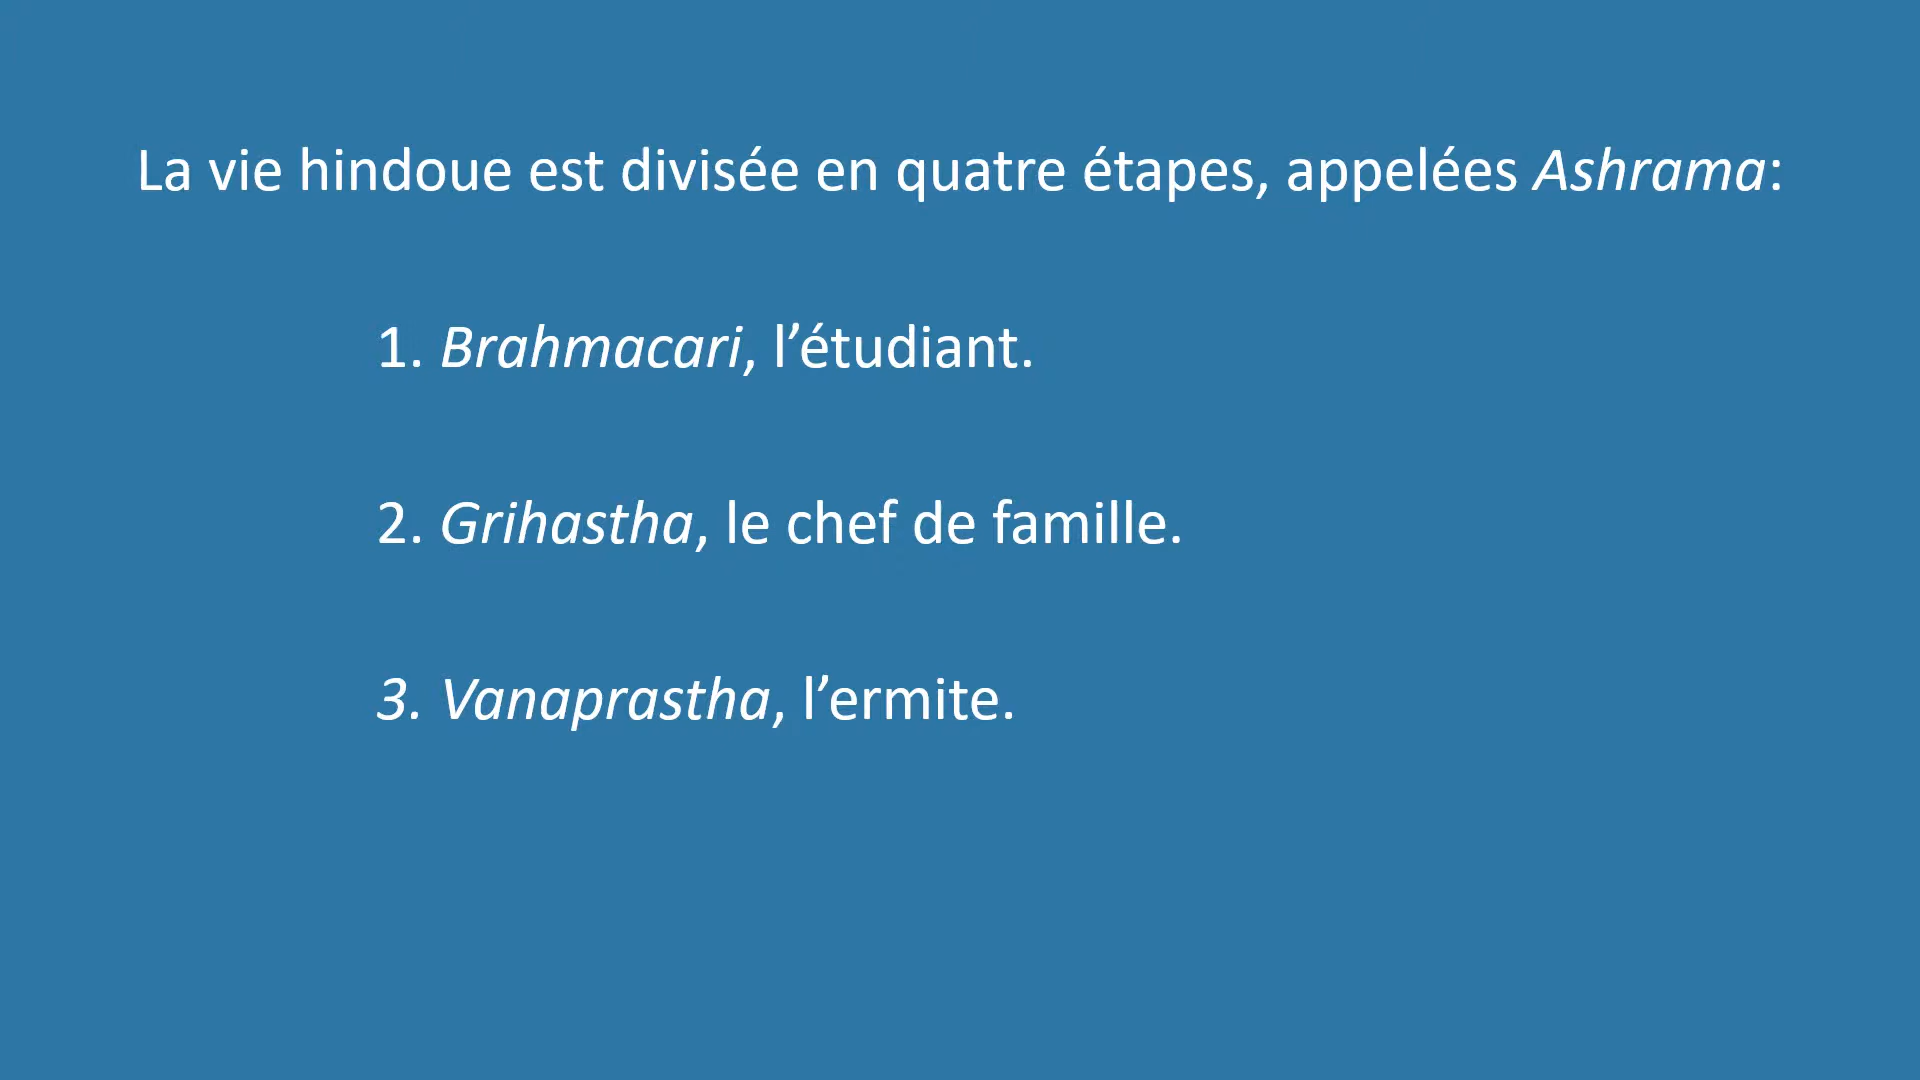 La vie hindoue est divisée en quatre étapes, appelées Ashrama:
1. Brahmacari, l’étudiant.
2. Grihastha, le chef de famille.
3. Vanaprastha, l’ermite.